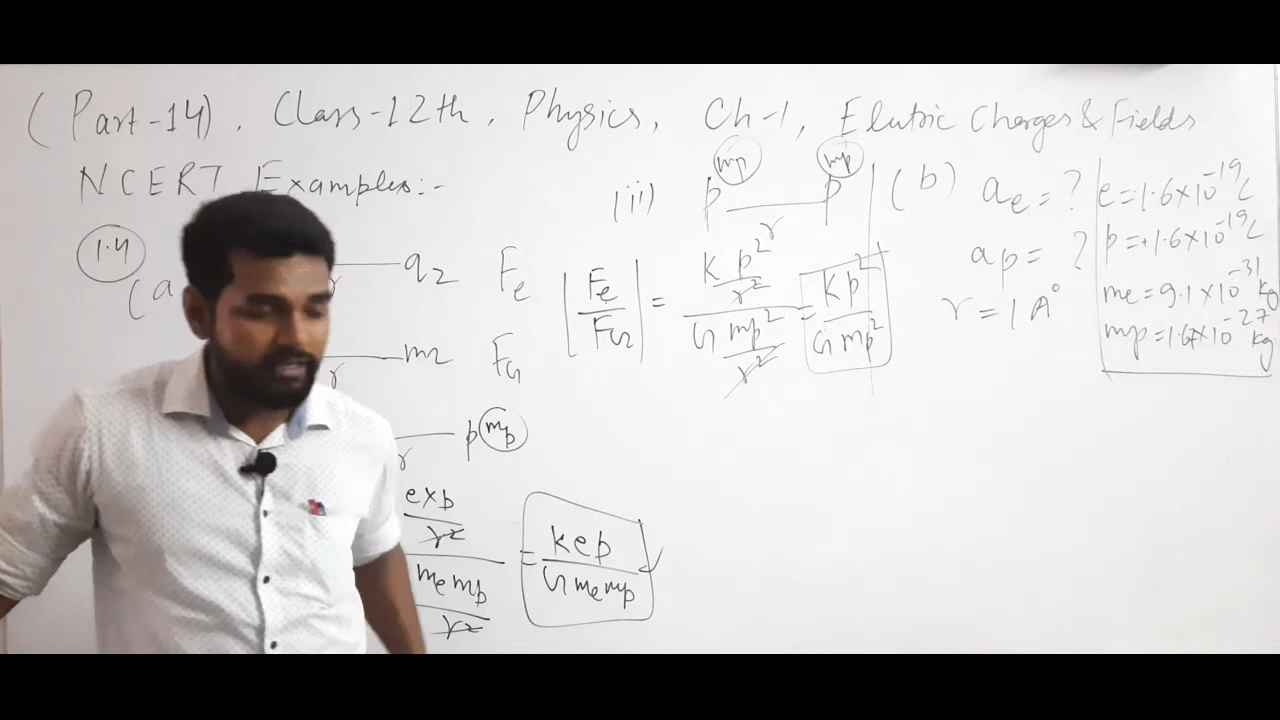 (Part-14), Class-12th, Physics, Ch-1, Elutric Charges & Fields.
NCERT Examples:-
1.4
(a
r q2 Fe
r m2 FG
r p mp
e×p / r² / me mp / r² = Kep / G me mp
(ii) p mp r p mp
|Fe / FG| = K p² / r² / G mp² / r² = Kp² / G mp²
(b) ae = ?
ap = ?
r = 1 A°
e = 1.6×10⁻¹⁹ C
p = +1.6×10⁻¹⁹ C
me = 9.1×10⁻³¹ kg
mp = 1.67×10⁻²⁷ kg